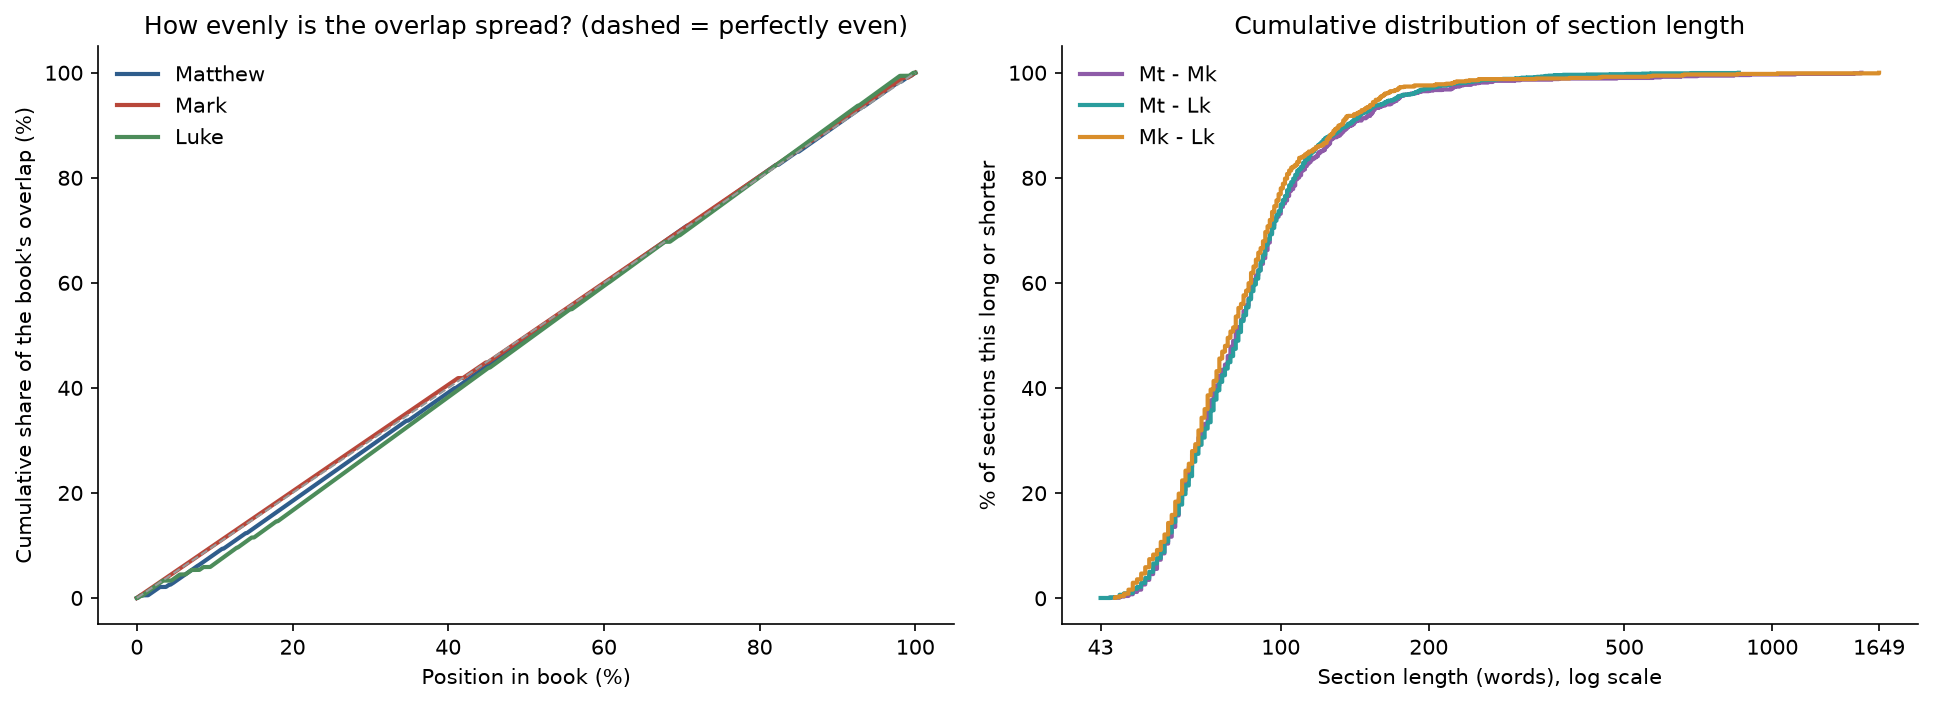 How evenly is the overlap spread? (dashed = perfectly even)
Matthew
Mark
Luke
Cumulative share of the book's overlap (%)
100
80
60
40
20
0
0 20 40 60 80 100
Position in book (%)
Cumulative distribution of section length
Mt - Mk
Mt - Lk
Mk - Lk
% of sections this long or shorter
100
80
60
40
20
0
43 100 200 500 1000 1649
Section length (words), log scale